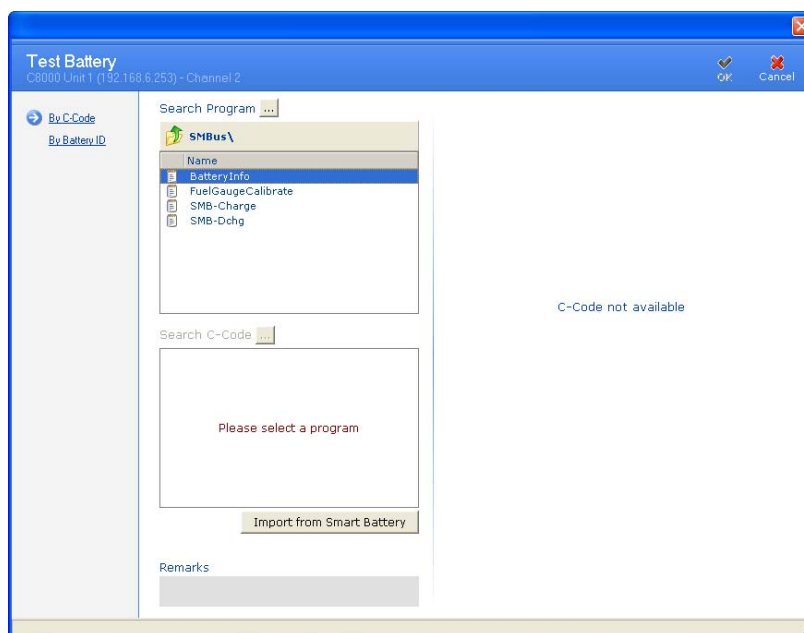 Test Battery
C8000 Unit 1 (192.168.6.253) - Channel 2
OK
Cancel
By C-Code
By Battery ID
Search Program ...
SMBus\
Name
BatteryInfo
FuelGaugeCalibrate
SMB-Charge
SMB-Dchg
C-Code not available
Search C-Code ...
Please select a program
Import from Smart Battery
Remarks